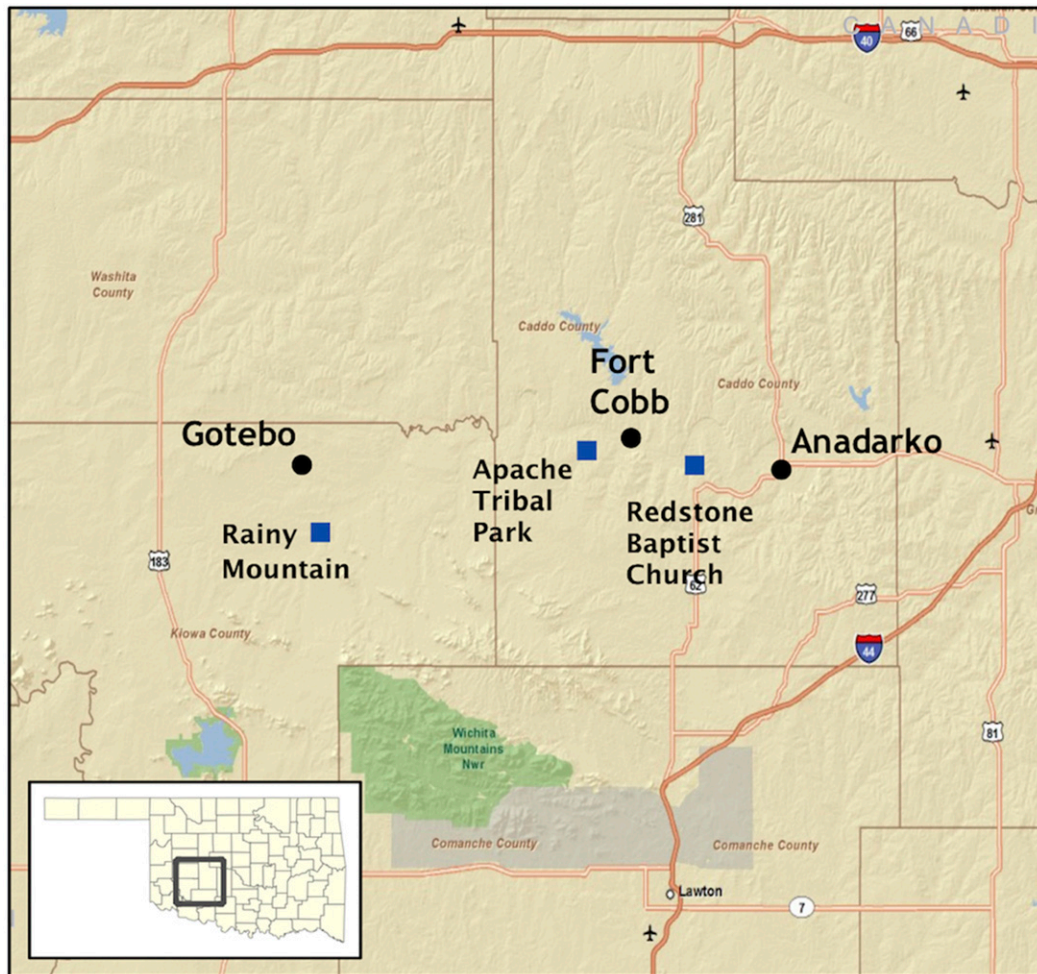 CANADI
40
66
281
Washita
County
Caddo County
Fort
Cobb
Caddo County
Gotebo
Anadarko
Apache
Tribal
Park
Redstone
Baptist
Church
Rainy
Mountain
183
62
277
Kiowa County
44
Wichita
Mountains
Nwr
81
Comanche County
Comanche County
Lawton
7